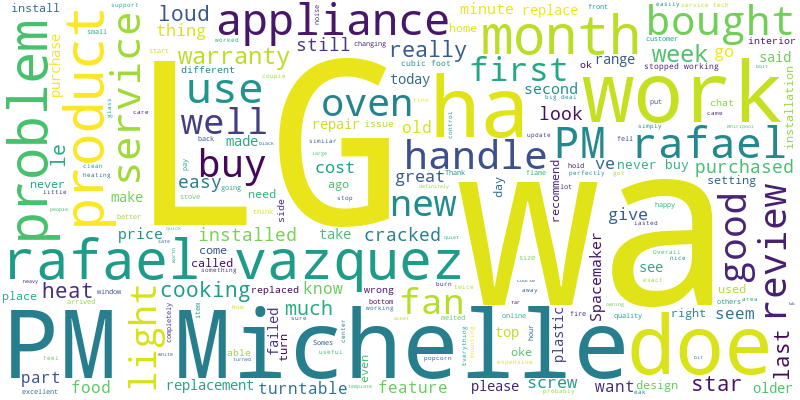 install
loud
appliance
minute
replace
bought
support
service tech
front
easily
noise
home
small
thing
month
customer
purchase
worked
changing
warranty
still
really
first
week
go
cubic foot
stopped working
interior
start
different
couple
range
said
ok
problem
product
service
use
today
second
big deal
put
chat
came
work
well
oven
look
installation
LG
ha
wa
glass
care
repair
issue
old
control
update
simply
fell
le
made
back
similar
PM
rafael
buy
cost
handle
ve
never buy
purchased
never
clean
heating
pay
easy
ago
great
Thank
day
recommend
hold
perfectly
got
setting
little
make
stove
going
need
stop
flame
lot
people
better
think
side
new
definitely
lasted
happy
good
last
review
price
installed
take
cracked
size
Spacemaker
give
Overall
nice
quick
come
called
something
quiet
see
exact
rafael vazquez
heavy
window
place
heat
cooking
know
burn
twice
away
used
others
area
arrived
replaced
wrong
fan
far
fire
owning
much
bottom
working
quality
light
completely
item
failed
turn
sure
Somes
center
melted
online
hour
top
plastic
right
seem
PM Michelle
doe
feel
able
turned
useful
even
Everything
oke
part
expensive
bit
star
excellent
food
replacement
turntable
popcorn
feature
template
please
screw
probably
want
design
older